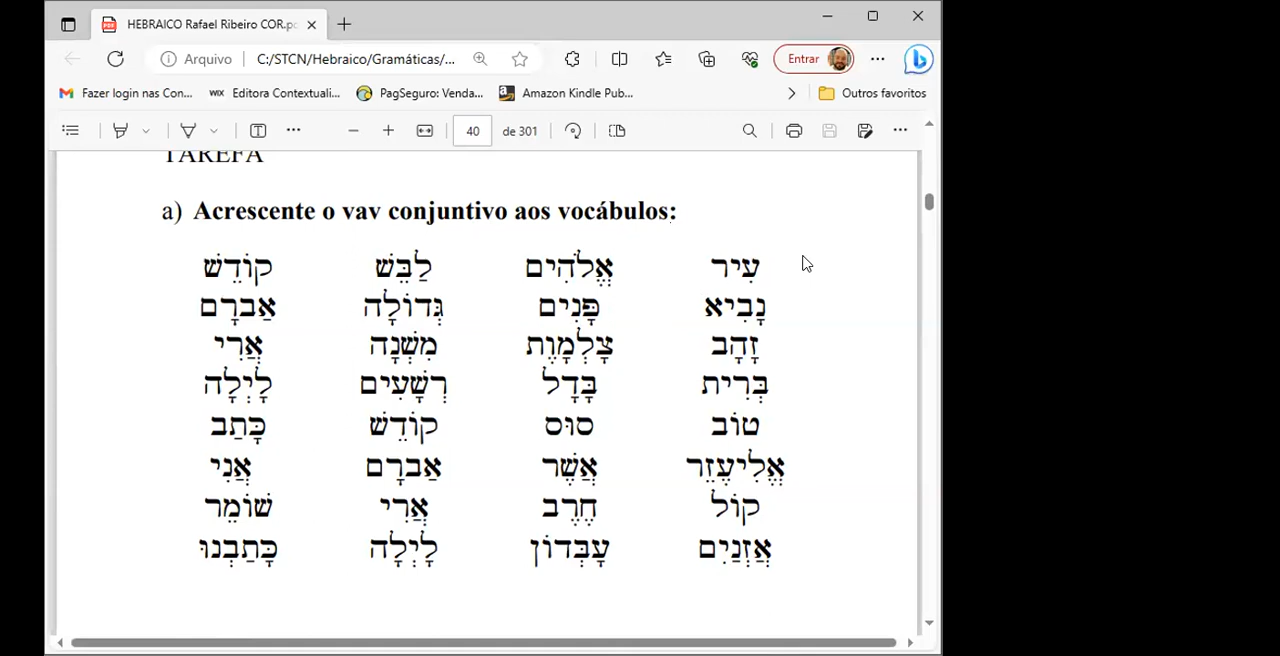 HEBRAICO Rafael Ribeiro COR.p
Arquivo C:/STCN/Hebraico/Gramáticas/... Entrar
Fazer login nas Con... Editora Contextuali... PagSeguro: Venda... Amazon Kindle Pub... Outros favoritos
40 de 301
TAREFA
a) Acrescente o vav conjuntivo aos vocábulos:
עִיר אֱלֹהִים לַבֵּשׁ קוֹדֵשׁ
נָבִיא פָּנִים גְּדוֹלָה אַברָם
זָהָב צָלְמָוֶת מִשְׁנָה אֲרִי
בְּרִית בָּדָל רְשָׁעִים לָיְלָה
טוֹב סוּס קוֹדֵשׁ כָּתַב
אֱלִיעֶזֵר אֲשֶׁר אַברָם אֲנִי
קוֹל חֶרֶב אֲרִי שׁוֹמֵר
אֲזְנַיִם עָבְּדוֹן לָיְלָה כָּתַבְנוּ